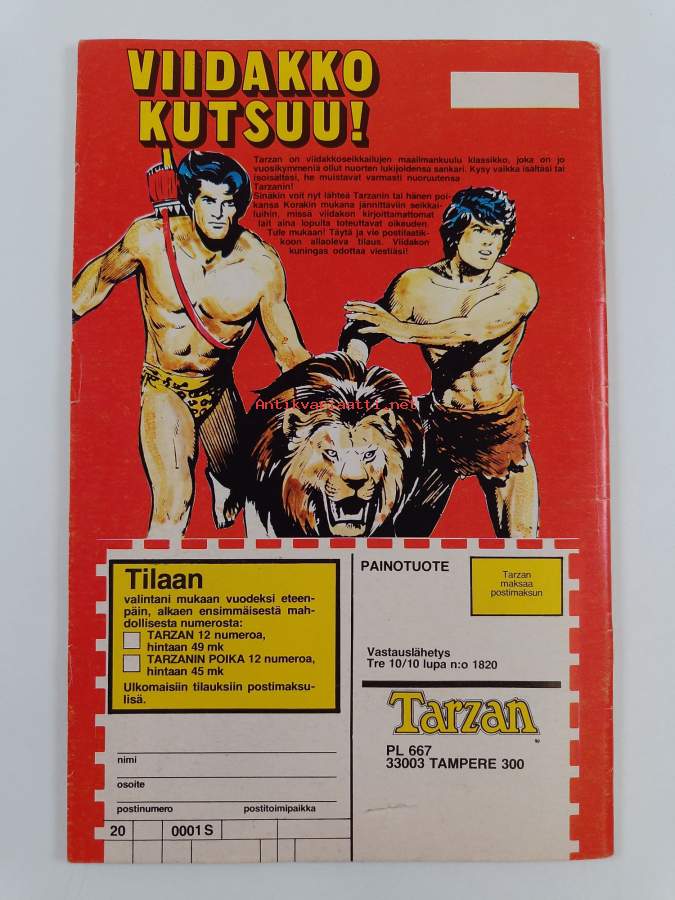 VIIDAKKO
KUTSUU!
Tarzan on viidakkoseikkailujen maailmankuulu klassikko, joka on jo
vuosikymmeniä ollut nuorten lukijoidensa sankari. Kysy vaikka isältäsi tai
isoisältäsi, he muistavat varmasti nuoruutensa
Tarzanin!
Sinäkin voit nyt lähteä Tarzanin tai hänen poi-
kansa Korakin mukana jännittäviin seikkai-
luihin, missä viidakon kirjoittamattomat
lait aina lopulta toteuttavat oikeuden.
Tule mukaan! Täytä ja vie postilaatik-
koon allaoleva tilaus. Viidakon
kuningas odottaa viestiäsi!
Antikvariaatti.net
Tilaan
valintani mukaan vuodeksi eteen-
päin, alkaen ensimmäisestä mah-
dollisesta numerosta:
TARZAN 12 numeroa,
hintaan 49 mk
TARZANIN POIKA 12 numeroa,
hintaan 45 mk
Ulkomaisiin tilauksiin postimaksu-
lisä.
nimi
osoite
postinumero postitoimipaikka
20 0001 S
PAINOTUOTE
Tarzan
maksaa
postimaksun
Vastauslähetys
Tre 10/10 lupa n:o 1820
Tarzan
PL 667
33003 TAMPERE 300